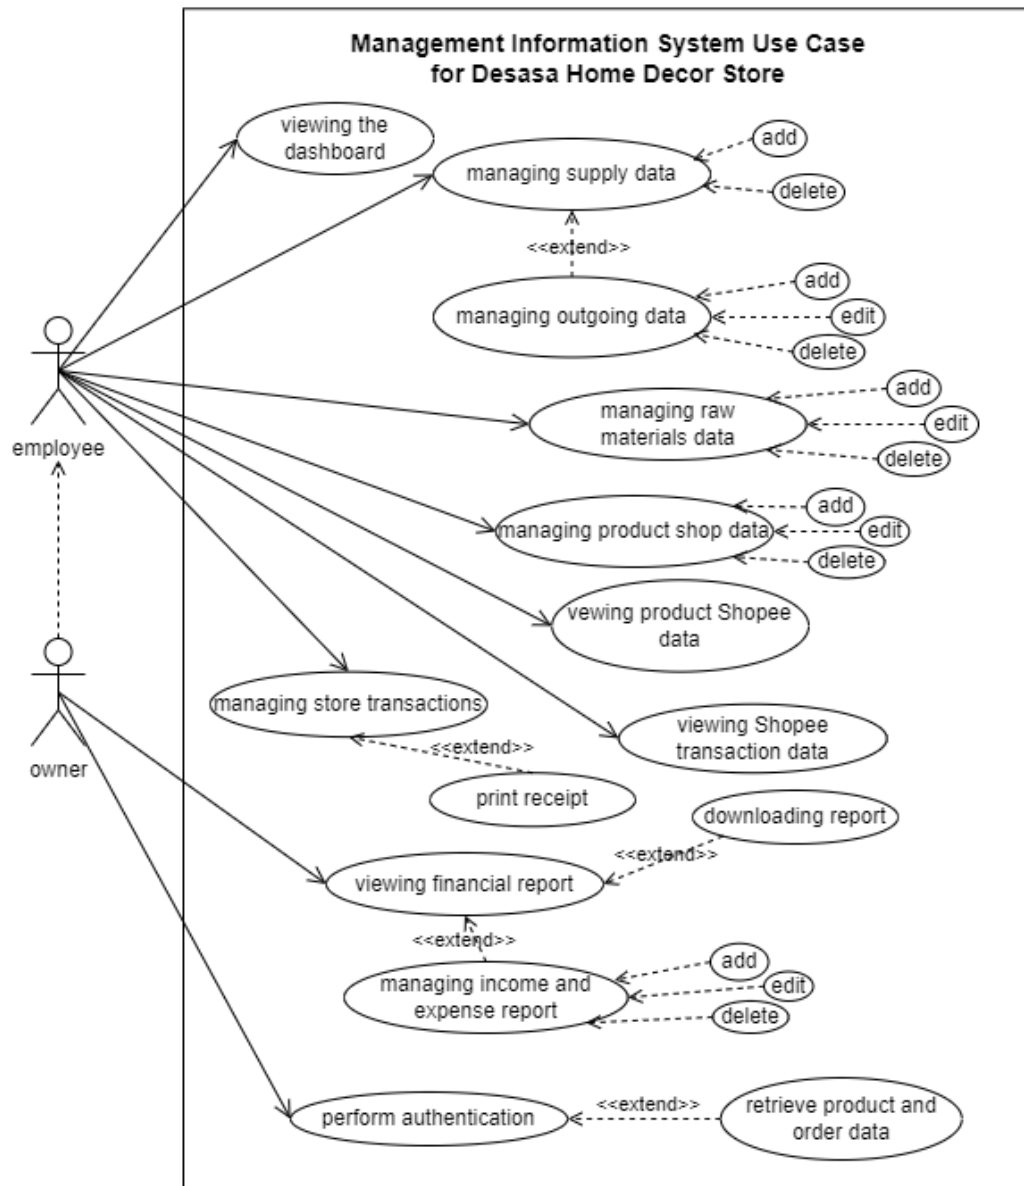 Management Information System Use Case
for Desasa Home Decor Store
viewing the
dashboard
add
managing supply data
delete
<<extend>>
add
managing outgoing data
edit
delete
add
managing raw
materials data
edit
delete
employee
add
managing product shop data
edit
delete
vewing product Shopee
data
managing store transactions
viewing Shopee
transaction data
<<extend>>
owner
print receipt
downloading report
<<extend>>
viewing financial report
<<extend>>
add
managing income and
expense report
edit
delete
perform authentication
<<extend>>
retrieve product and
order data